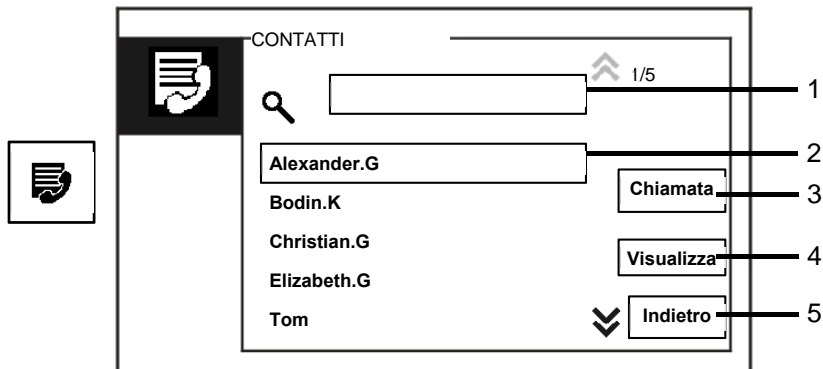 CONTATTI
1/5
1
Alexander.G
2
Bodin.K
Chiamata
3
Christian.G
Visualizza
4
Elizabeth.G
Tom
Indietro
5